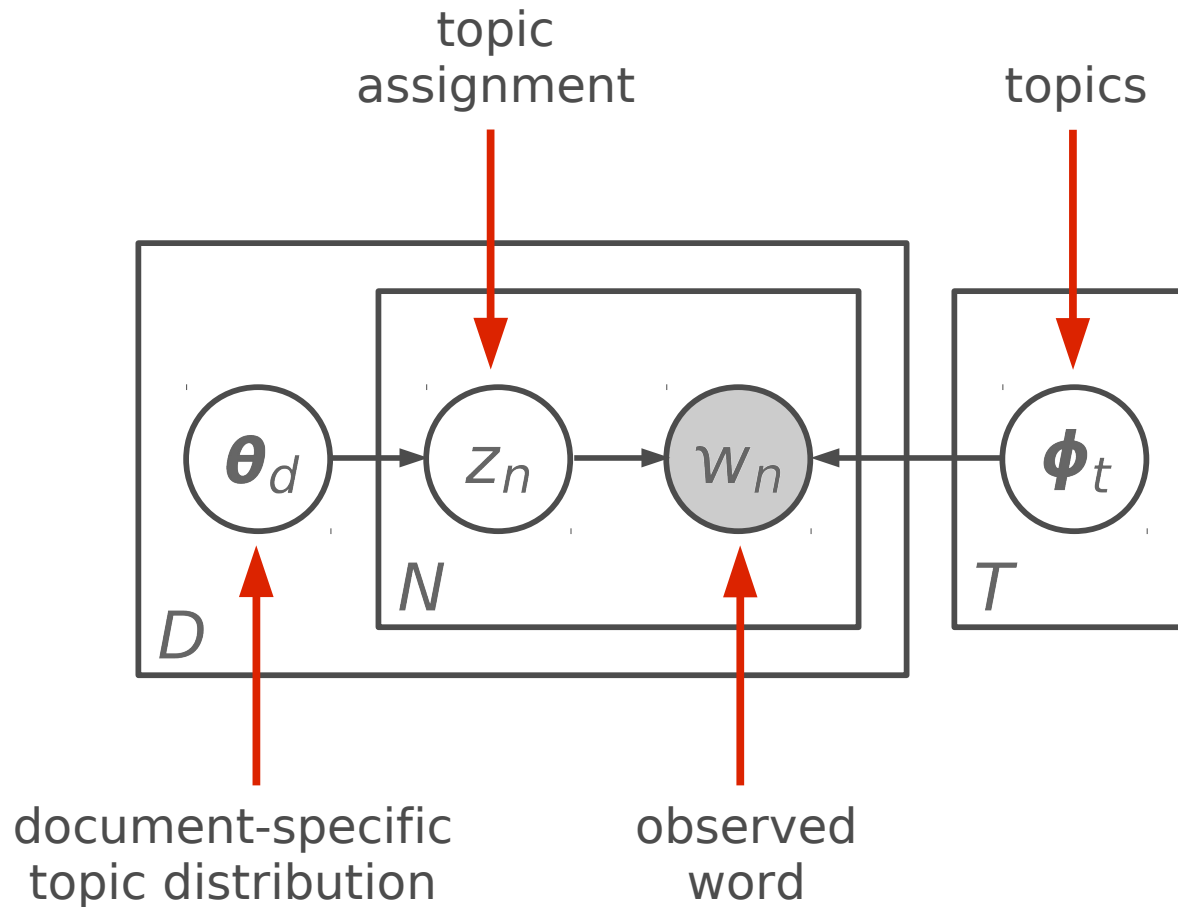 topic
assignment
topics
θd
zn
wn
ϕt
N
T
D
document-specific
topic distribution
observed
word